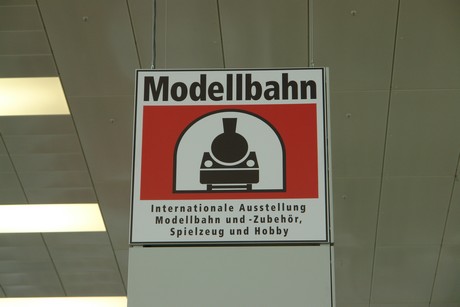 Modellbahn
Internationale Ausstellung
Modellbahn und -Zubehör,
Spielzeug und Hobby